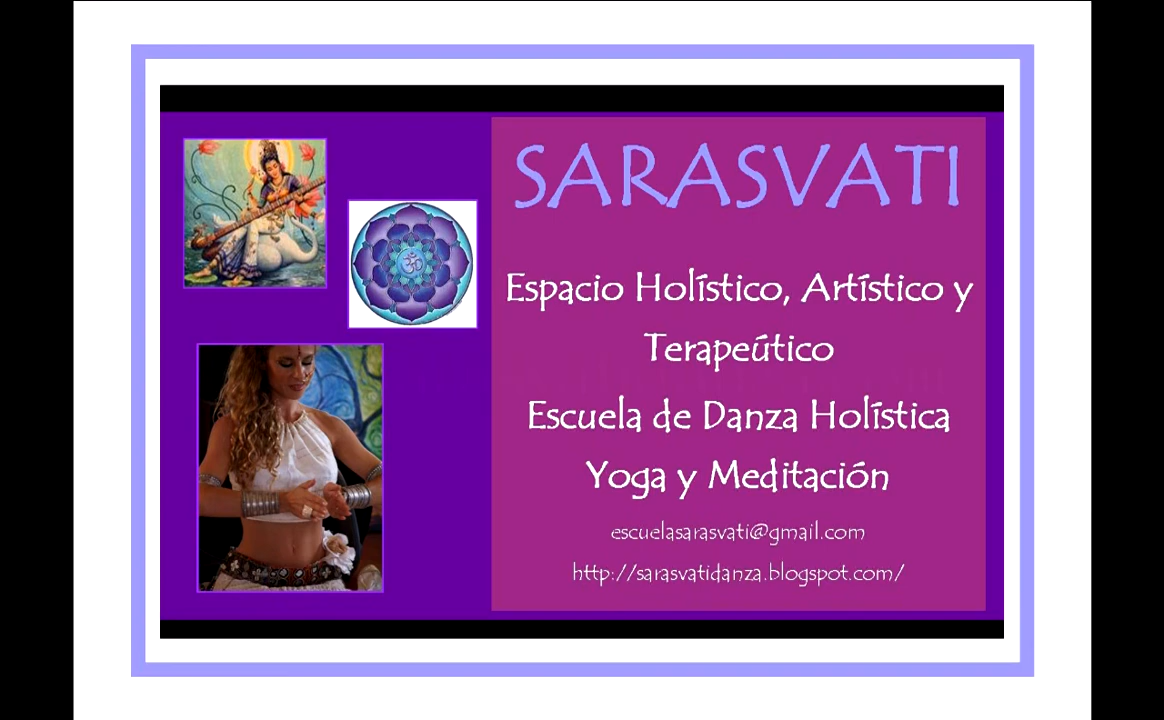 SARASVATI
Espacio Holístico, Artístico y
Terapeútico
Escuela de Danza Holística
Yoga y Meditación
escuelasarasvati@gmail.com
http://sarasvatidanza.blogspot.com/
ॐ